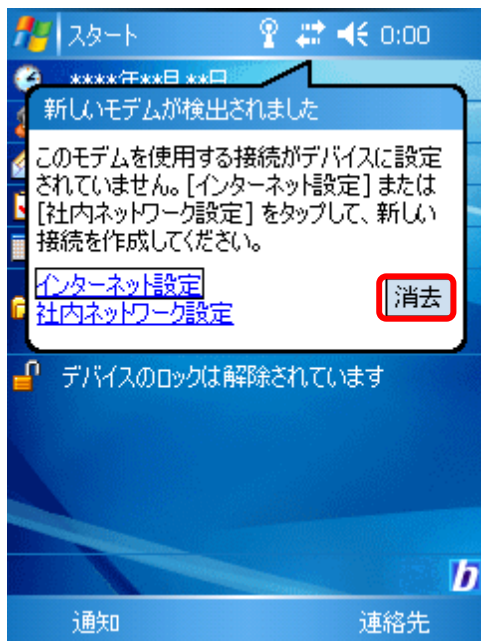 スタート 0:00
****年**月**日
新しいモデムが検出されました
このモデムを使用する接続がデバイスに設定
されていません。[インターネット設定] または
[社内ネットワーク設定] をタップして、新しい
接続を作成してください。
インターネット設定
消去
社内ネットワーク設定
デバイスのロックは解除されています
b
通知 連絡先